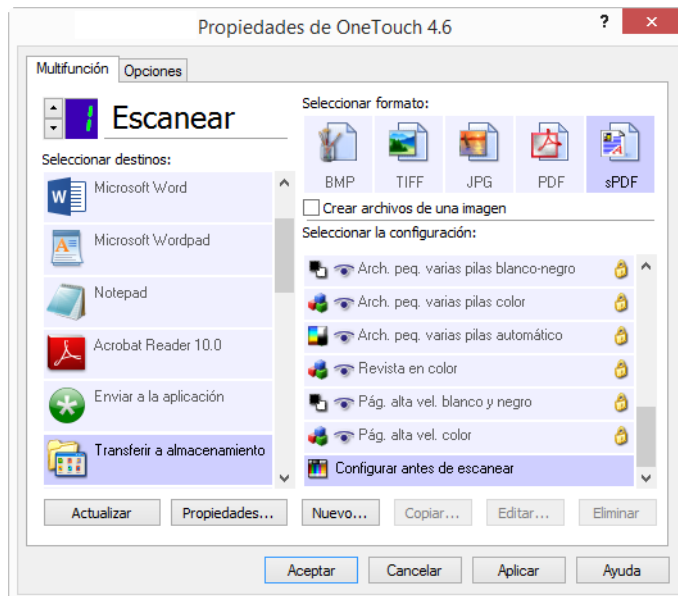 Propiedades de OneTouch 4.6
? ×
Multifunción
Opciones
1 Escanear
Seleccionar destinos:
Microsoft Word
Microsoft Wordpad
Notepad
Acrobat Reader 10.0
Enviar a la aplicación
Transferir a almacenamiento
Actualizar
Propiedades...
Seleccionar formato:
BMP
TIFF
JPG
PDF
sPDF
Crear archivos de una imagen
Seleccionar la configuración:
Arch. peq. varias pilas blanco-negro
Arch. peq. varias pilas color
Arch. peq. varias pilas automático
Revista en color
Pág. alta vel. blanco y negro
Pág. alta vel. color
Configurar antes de escanear
Nuevo...
Copiar...
Editar...
Eliminar
Aceptar
Cancelar
Aplicar
Ayuda